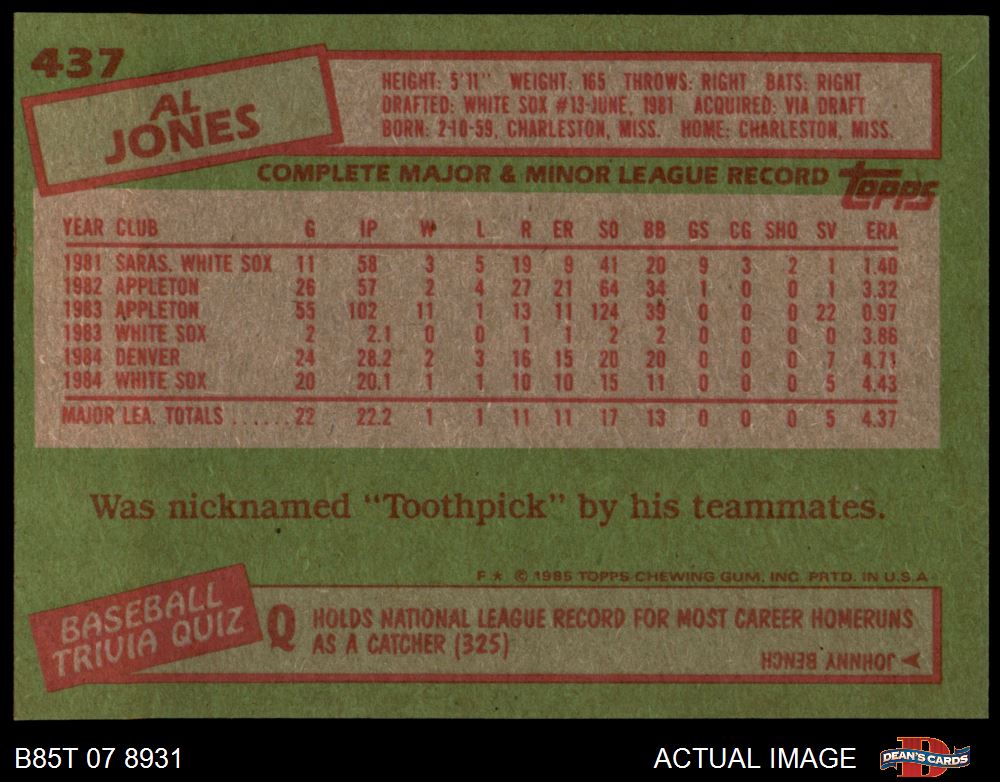 437
AL
JONES
HEIGHT: 5'11" WEIGHT: 165 THROWS: RIGHT BATS: RIGHT
DRAFTED: WHITE SOX #13-JUNE, 1981 ACQUIRED: VIA DRAFT
BORN: 2-10-59, CHARLESTON, MISS. HOME: CHARLESTON, MISS.
COMPLETE MAJOR & MINOR LEAGUE RECORD topps
YEAR CLUB G IP W L R ER SO BB GS CG SHO SV ERA
1981 SARAS. WHITE SOX 11 58 3 5 19 9 41 20 9 3 2 1 1.40
1982 APPLETON 26 57 2 4 27 21 64 34 1 0 0 1 3.32
1983 APPLETON 55 102 11 1 13 11 124 39 0 0 0 22 0.97
1983 WHITE SOX 2 2.1 0 0 1 1 2 2 0 0 0 0 3.86
1984 DENVER 24 28.2 2 3 16 15 20 20 0 0 0 7 4.71
1984 WHITE SOX 20 20.1 1 1 10 10 15 11 0 0 0 5 4.43
MAJOR LEA. TOTALS ......22 22.2 1 1 11 11 17 13 0 0 0 5 4.37
Was nicknamed "Toothpick" by his teammates.
F ★ © 1985 TOPPS CHEWING GUM, INC. PRTD. IN U.S.A
BASEBALL
TRIVIA QUIZ
Q HOLDS NATIONAL LEAGUE RECORD FOR MOST CAREER HOMERUNS
AS A CATCHER (325)
JOHNNY BENCH
B85T 07 8931
ACTUAL IMAGE
D
DEAN'S CARDS